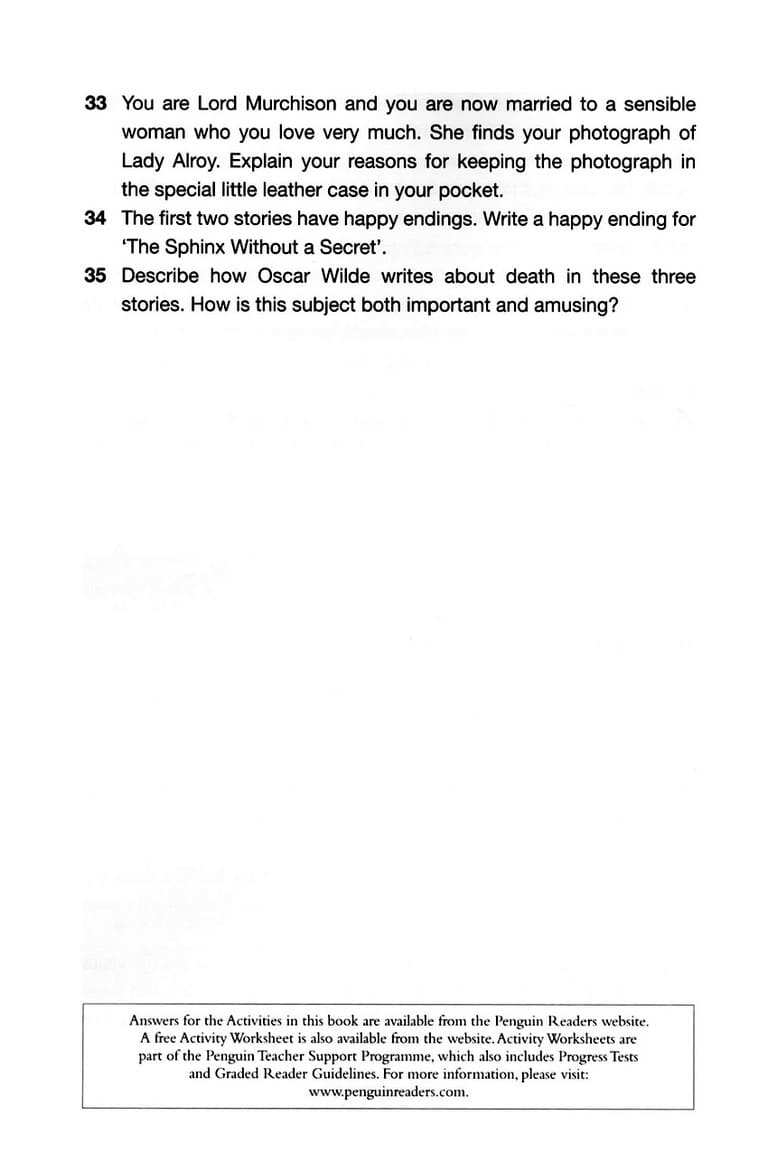 33 You are Lord Murchison and you are now married to a sensible
woman who you love very much. She finds your photograph of
Lady Alroy. Explain your reasons for keeping the photograph in
the special little leather case in your pocket.
34 The first two stories have happy endings. Write a happy ending for
‘The Sphinx Without a Secret’.
35 Describe how Oscar Wilde writes about death in these three
stories. How is this subject both important and amusing?
Answers for the Activities in this book are available from the Penguin Readers website.
A free Activity Worksheet is also available from the website. Activity Worksheets are
part of the Penguin Teacher Support Programme, which also includes Progress Tests
and Graded Reader Guidelines. For more information, please visit:
www.penguinreaders.com.